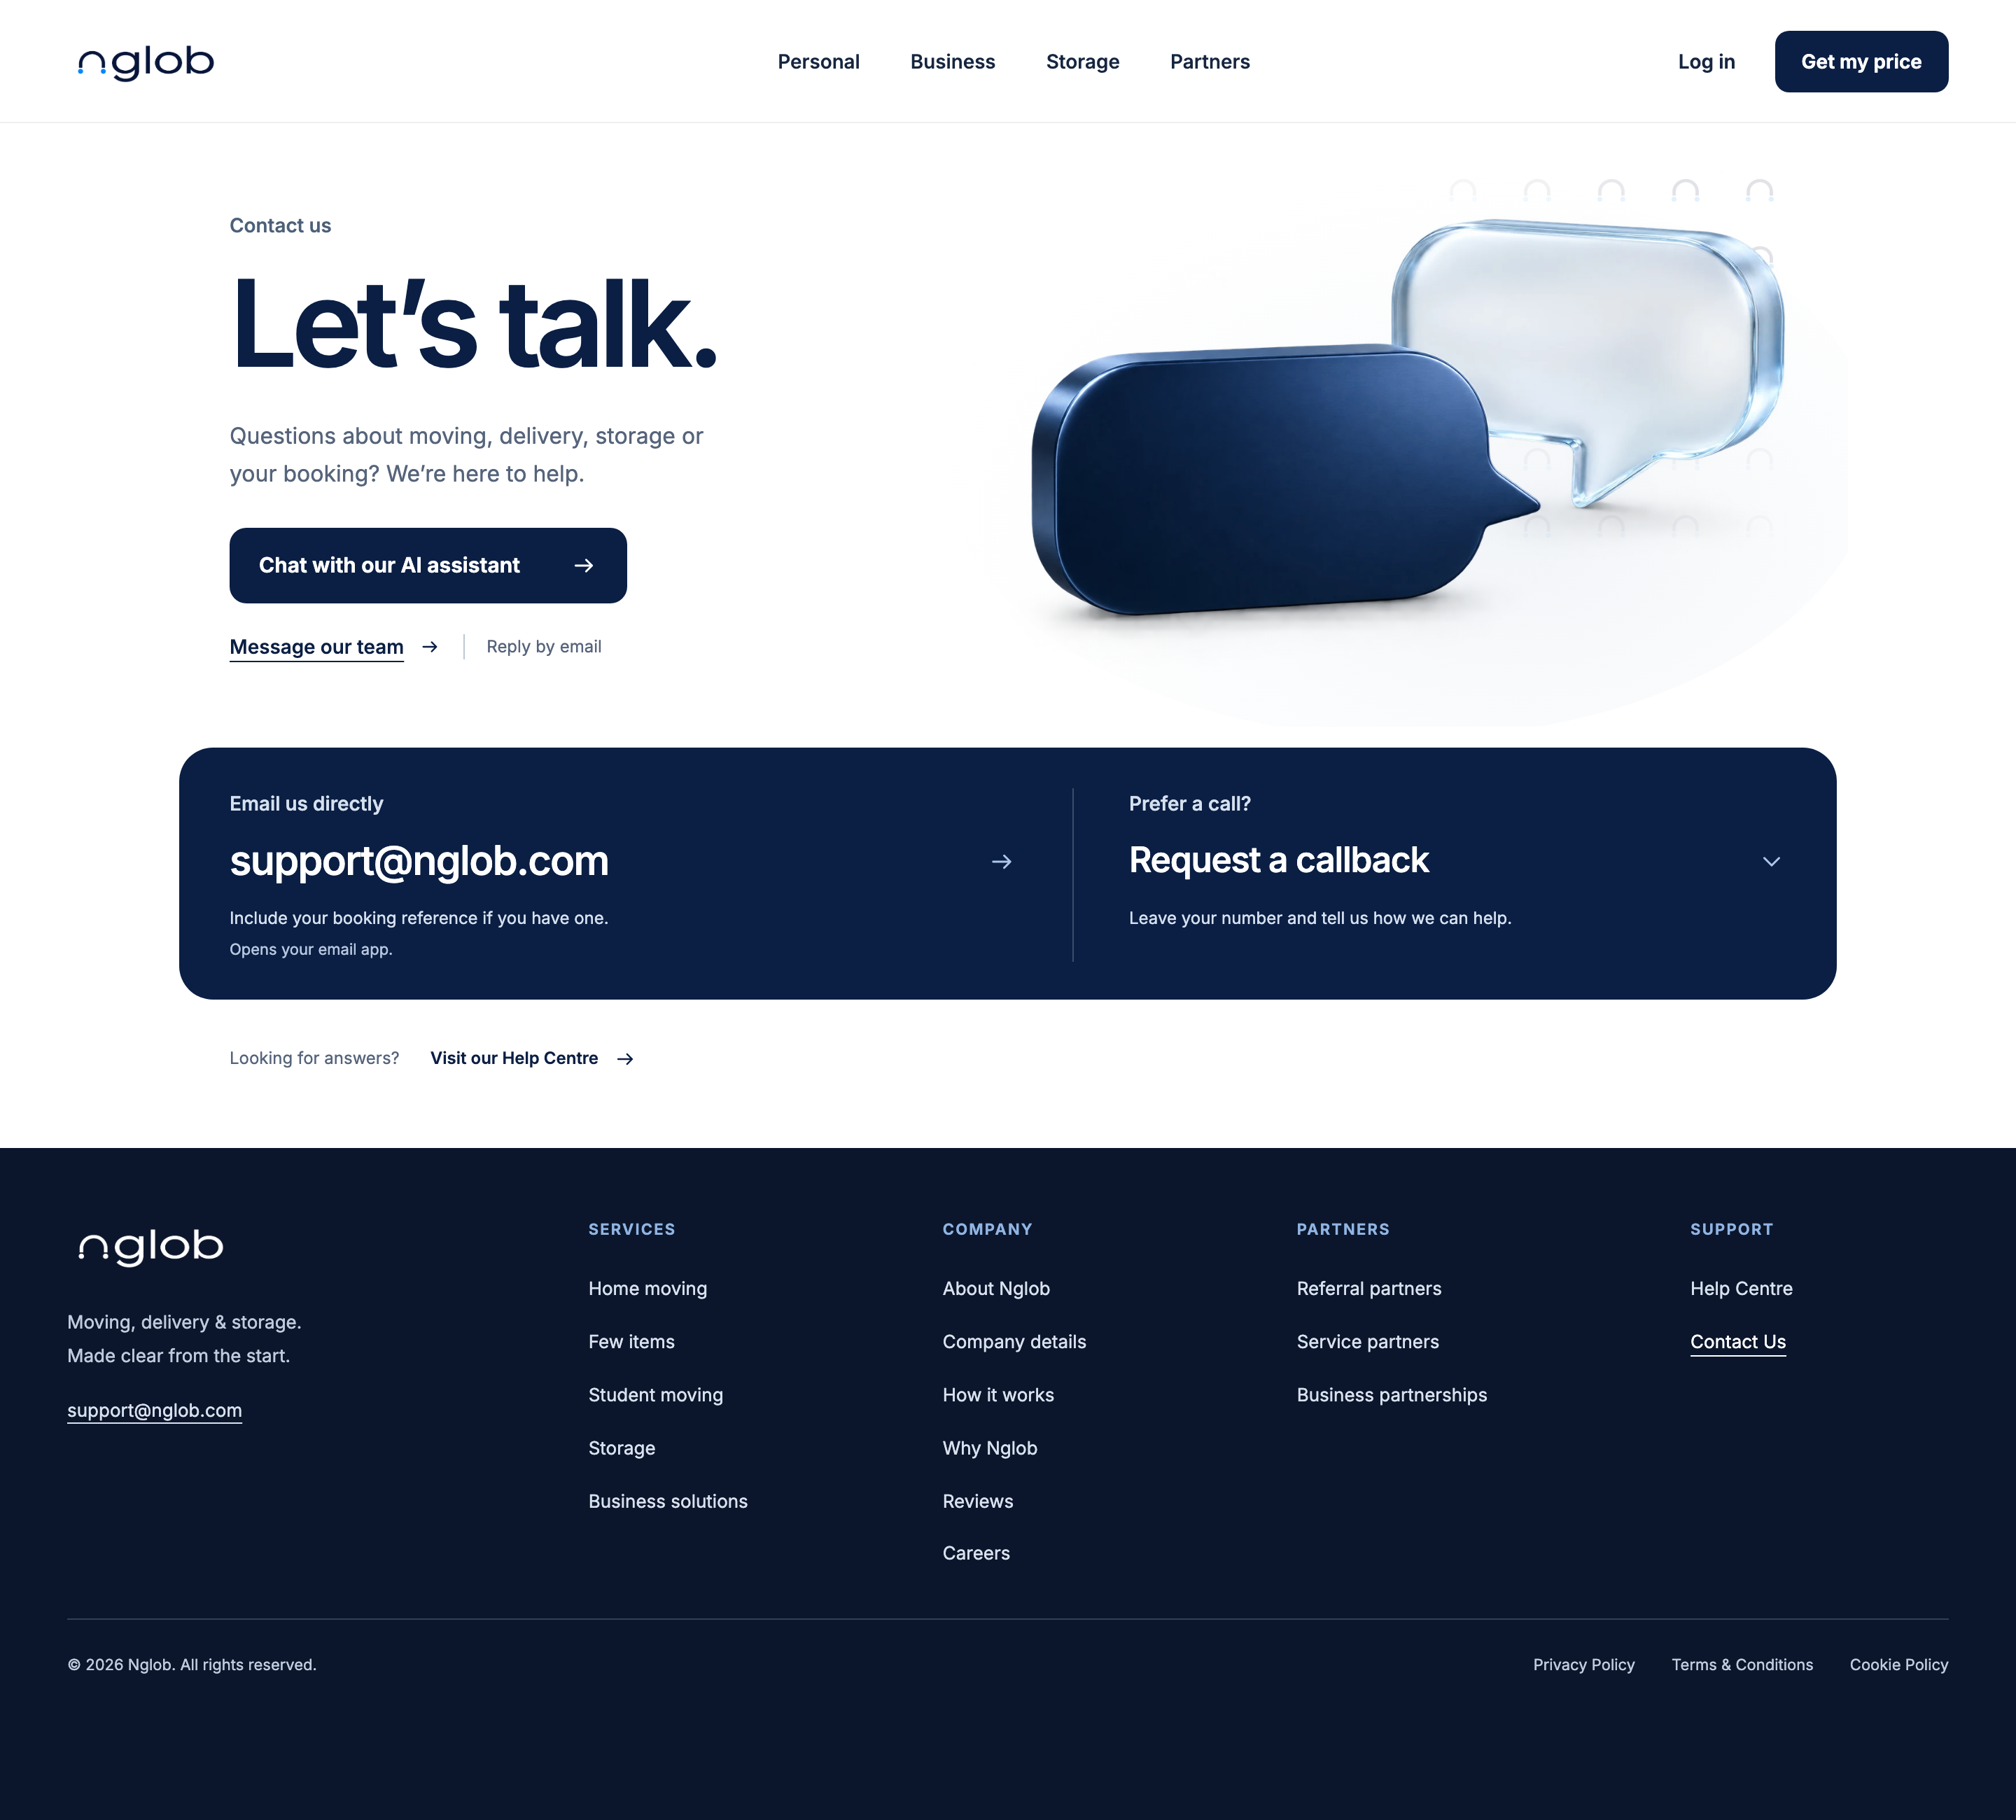 nglob
Personal
Business
Storage
Partners
Log in
Get my price
Contact us
Let’s talk.
Questions about moving, delivery, storage or
your booking? We’re here to help.
Chat with our AI assistant
Message our team
Reply by email
Email us directly
support@nglob.com
Include your booking reference if you have one.
Opens your email app.
Prefer a call?
Request a callback
Leave your number and tell us how we can help.
Looking for answers?
Visit our Help Centre
nglob
Moving, delivery & storage.
Made clear from the start.
support@nglob.com
SERVICES
Home moving
Few items
Student moving
Storage
Business solutions
COMPANY
About Nglob
Company details
How it works
Why Nglob
Reviews
Careers
PARTNERS
Referral partners
Service partners
Business partnerships
SUPPORT
Help Centre
Contact Us
© 2026 Nglob. All rights reserved.
Privacy Policy
Terms & Conditions
Cookie Policy